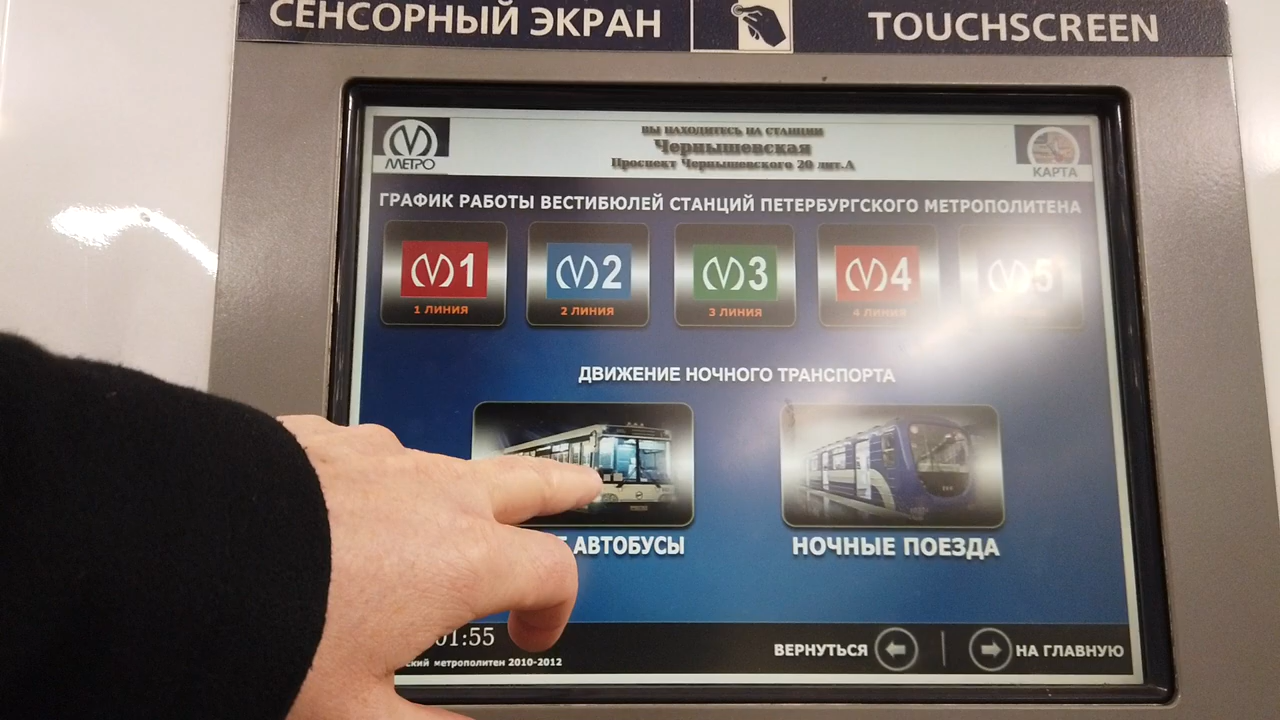 СЕНСОРНЫЙ ЭКРАН
TOUCHSCREEN
МЕТРО
ВЫ НАХОДИТЕСЬ НА СТАНЦИИ
Чернышевская
Проспект Чернышевского 20 лит.А
КАРТА
ГРАФИК РАБОТЫ ВЕСТИБЮЛЕЙ СТАНЦИЙ ПЕТЕРБУРГСКОГО МЕТРОПОЛИТЕНА
1
2
3
4
5
1 ЛИНИЯ
2 ЛИНИЯ
3 ЛИНИЯ
4 ЛИНИЯ
ДВИЖЕНИЕ НОЧНОГО ТРАНСПОРТА
АВТОБУСЫ
НОЧНЫЕ ПОЕЗДА
01:55
метрополитен 2010-2012
ВЕРНУТЬСЯ
НА ГЛАВНУЮ